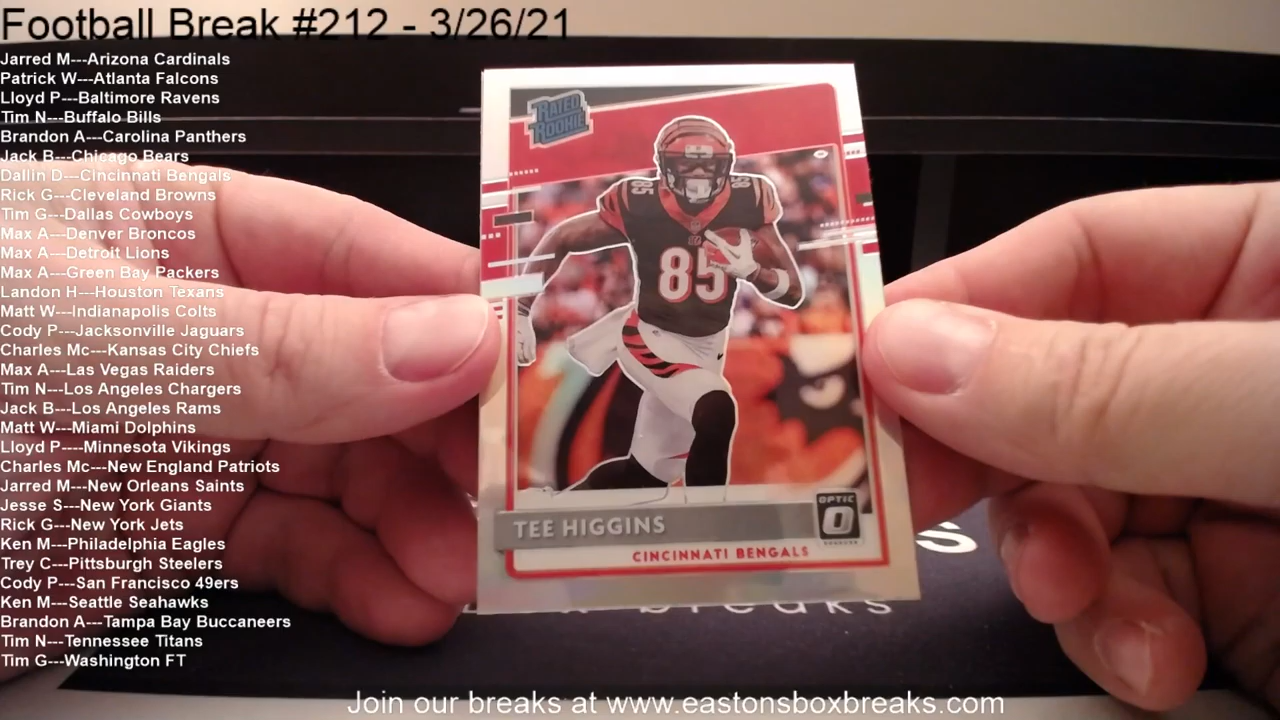 Football Break #212 - 3/26/21
Jarred M---Arizona Cardinals
Patrick W---Atlanta Falcons
Lloyd P---Baltimore Ravens
Tim N---Buffalo Bills
Brandon A---Carolina Panthers
Jack B---Chicago Bears
Dallin D---Cincinnati Bengals
Rick G---Cleveland Browns
Tim G---Dallas Cowboys
Max A---Denver Broncos
Max A---Detroit Lions
Max A---Green Bay Packers
Landon H---Houston Texans
Matt W---Indianapolis Colts
Cody P---Jacksonville Jaguars
Charles Mc---Kansas City Chiefs
Max A---Las Vegas Raiders
Tim N---Los Angeles Chargers
Jack B---Los Angeles Rams
Matt W---Miami Dolphins
Lloyd P----Minnesota Vikings
Charles Mc---New England Patriots
Jarred M---New Orleans Saints
Jesse S---New York Giants
Rick G---New York Jets
Ken M---Philadelphia Eagles
Trey C---Pittsburgh Steelers
Cody P---San Francisco 49ers
Ken M---Seattle Seahawks
Brandon A---Tampa Bay Buccaneers
Tim N---Tennessee Titans
Tim G---Washington FT
RATED
ROOKIE
85
85
85
TEE HIGGINS
OPTIC
DONRUSS
CINCINNATI BENGALS
breaks
Join our breaks at www.eastonsboxbreaks.com